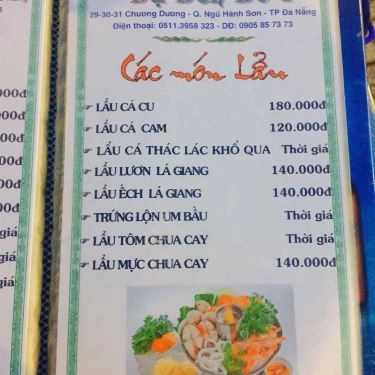 29-30-31 Chương Dương - Q. Ngũ Hành Sơn - TP Đà Nẵng
Điện thoại: 0511.3958 323 - DĐ: 0905 85 73 73
Các món Lẩu
LẨU CÁ CU 180.000đ
LẨU CÁ CAM 120.000đ
LẨU CÁ THÁC LÁC KHỔ QUA Thời giá
LẨU LƯƠN LÁ GIANG 140.000đ
LẨU ẾCH LÁ GIANG 140.000đ
TRỨNG LỘN UM BẦU Thời giá
LẨU TÔM CHUA CAY Thời giá
LẨU MỰC CHUA CAY 140.000đ